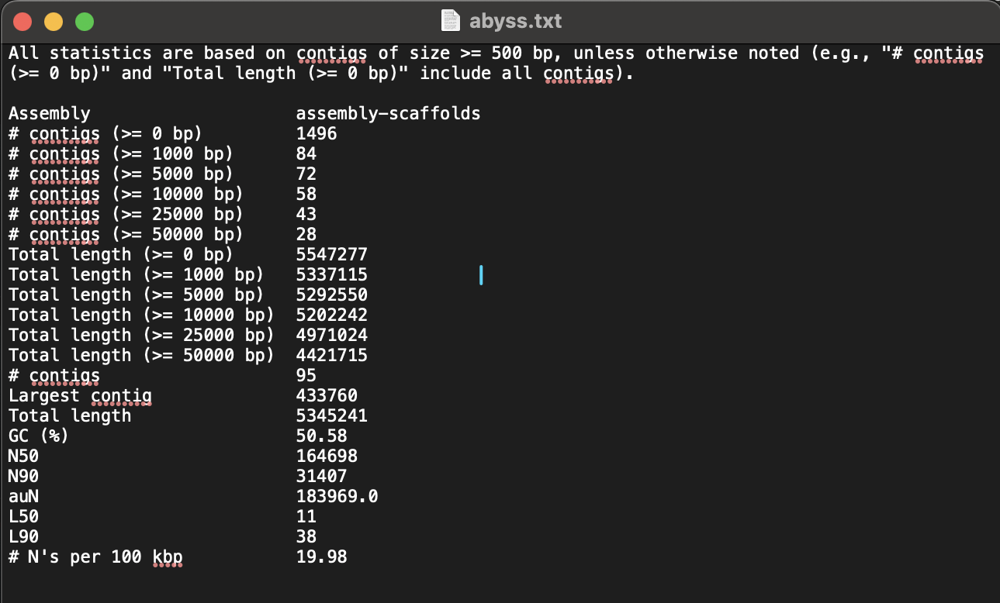 abyss.txt
All statistics are based on contigs of size >= 500 bp, unless otherwise noted (e.g., "# contigs
(>= 0 bp)" and "Total length (>= 0 bp)" include all contigs).
Assembly assembly-scaffolds
# contigs (>= 0 bp) 1496
# contigs (>= 1000 bp) 84
# contigs (>= 5000 bp) 72
# contigs (>= 10000 bp) 58
# contigs (>= 25000 bp) 43
# contigs (>= 50000 bp) 28
Total length (>= 0 bp) 5547277
Total length (>= 1000 bp) 5337115
Total length (>= 5000 bp) 5292550
Total length (>= 10000 bp) 5202242
Total length (>= 25000 bp) 4971024
Total length (>= 50000 bp) 4421715
# contigs 95
Largest contig 433760
Total length 5345241
GC (%) 50.58
N50 164698
N90 31407
auN 183969.0
L50 11
L90 38
# N's per 100 kbp 19.98